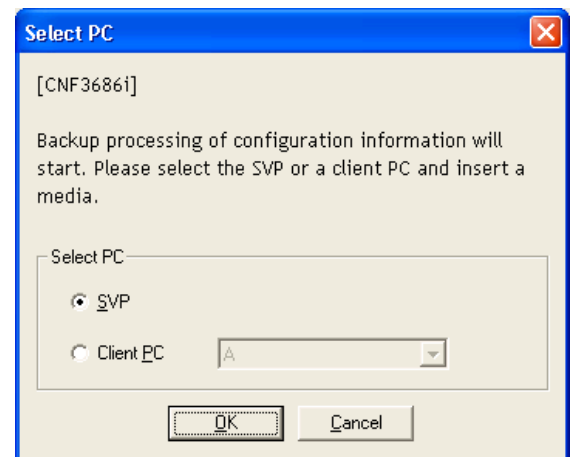 Select PC
[CNF3686i]
Backup processing of configuration information will
start. Please select the SVP or a client PC and insert a
media.
Select PC
SVP
Client PC A
OK Cancel